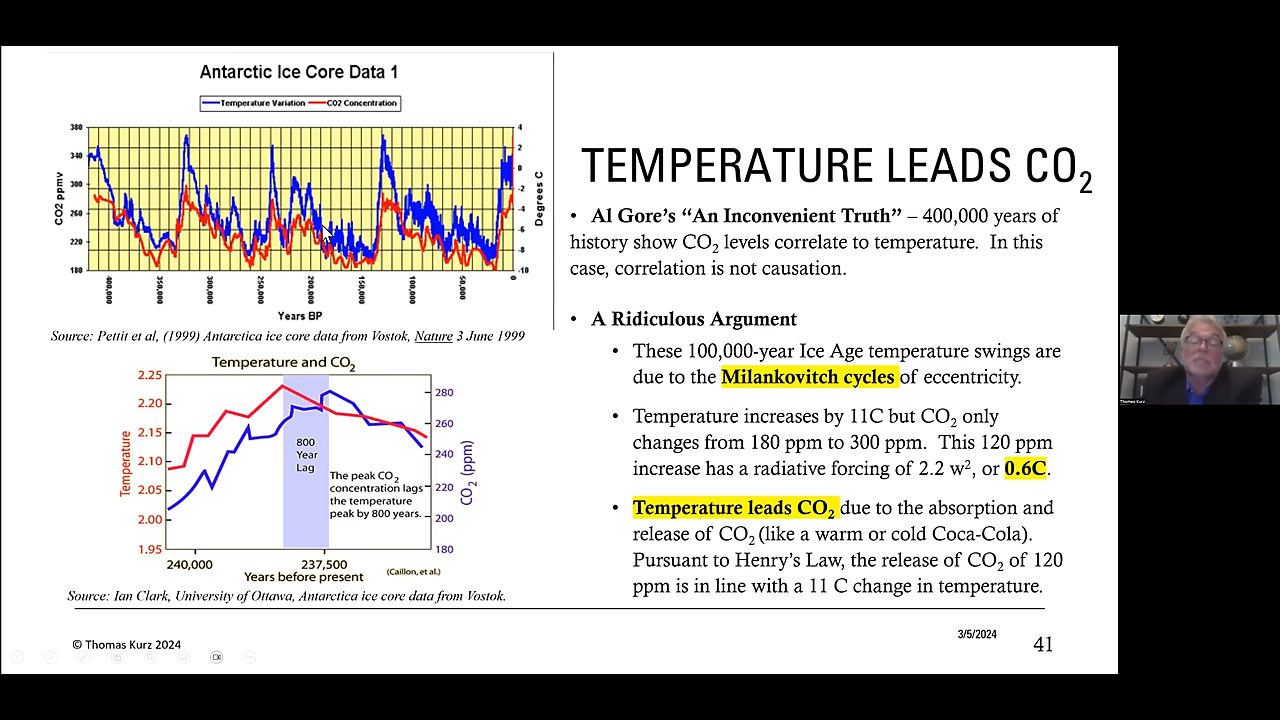 Antarctic Ice Core Data 1
Temperature Variation CO2 Concentration
380
340
300
260
220
180
CO2 ppmv
4
2
0
-2
-4
-6
-8
-10
Degrees C
400,000
350,000
300,000
250,000
200,000
150,000
100,000
50,000
0
Years BP
Source: Pettit et al, (1999) Antarctica ice core data from Vostok, Nature 3 June 1999
Temperature and CO2
2.25
2.20
2.15
2.10
2.05
2.00
1.95
Temperature
280
260
240
220
200
180
CO2 (ppm)
800
Year
Lag
The peak CO2
concentration lags
the temperature
peak by 800 years.
240,000
237,500
Years before present
(Caillon, et al.)
Source: Ian Clark, University of Ottawa, Antarctica ice core data from Vostok.
TEMPERATURE LEADS CO2
• Al Gore's “An Inconvenient Truth” – 400,000 years of
history show CO2 levels correlate to temperature. In this
case, correlation is not causation.
• A Ridiculous Argument
• These 100,000-year Ice Age temperature swings are
due to the Milankovitch cycles of eccentricity.
• Temperature increases by 11C but CO2 only
changes from 180 ppm to 300 ppm. This 120 ppm
increase has a radiative forcing of 2.2 w², or 0.6C.
• Temperature leads CO2 due to the absorption and
release of CO2 (like a warm or cold Coca-Cola).
Pursuant to Henry's Law, the release of CO2 of 120
ppm is in line with a 11 C change in temperature.
© Thomas Kurz 2024
3/5/2024
41
Thomas Kurz